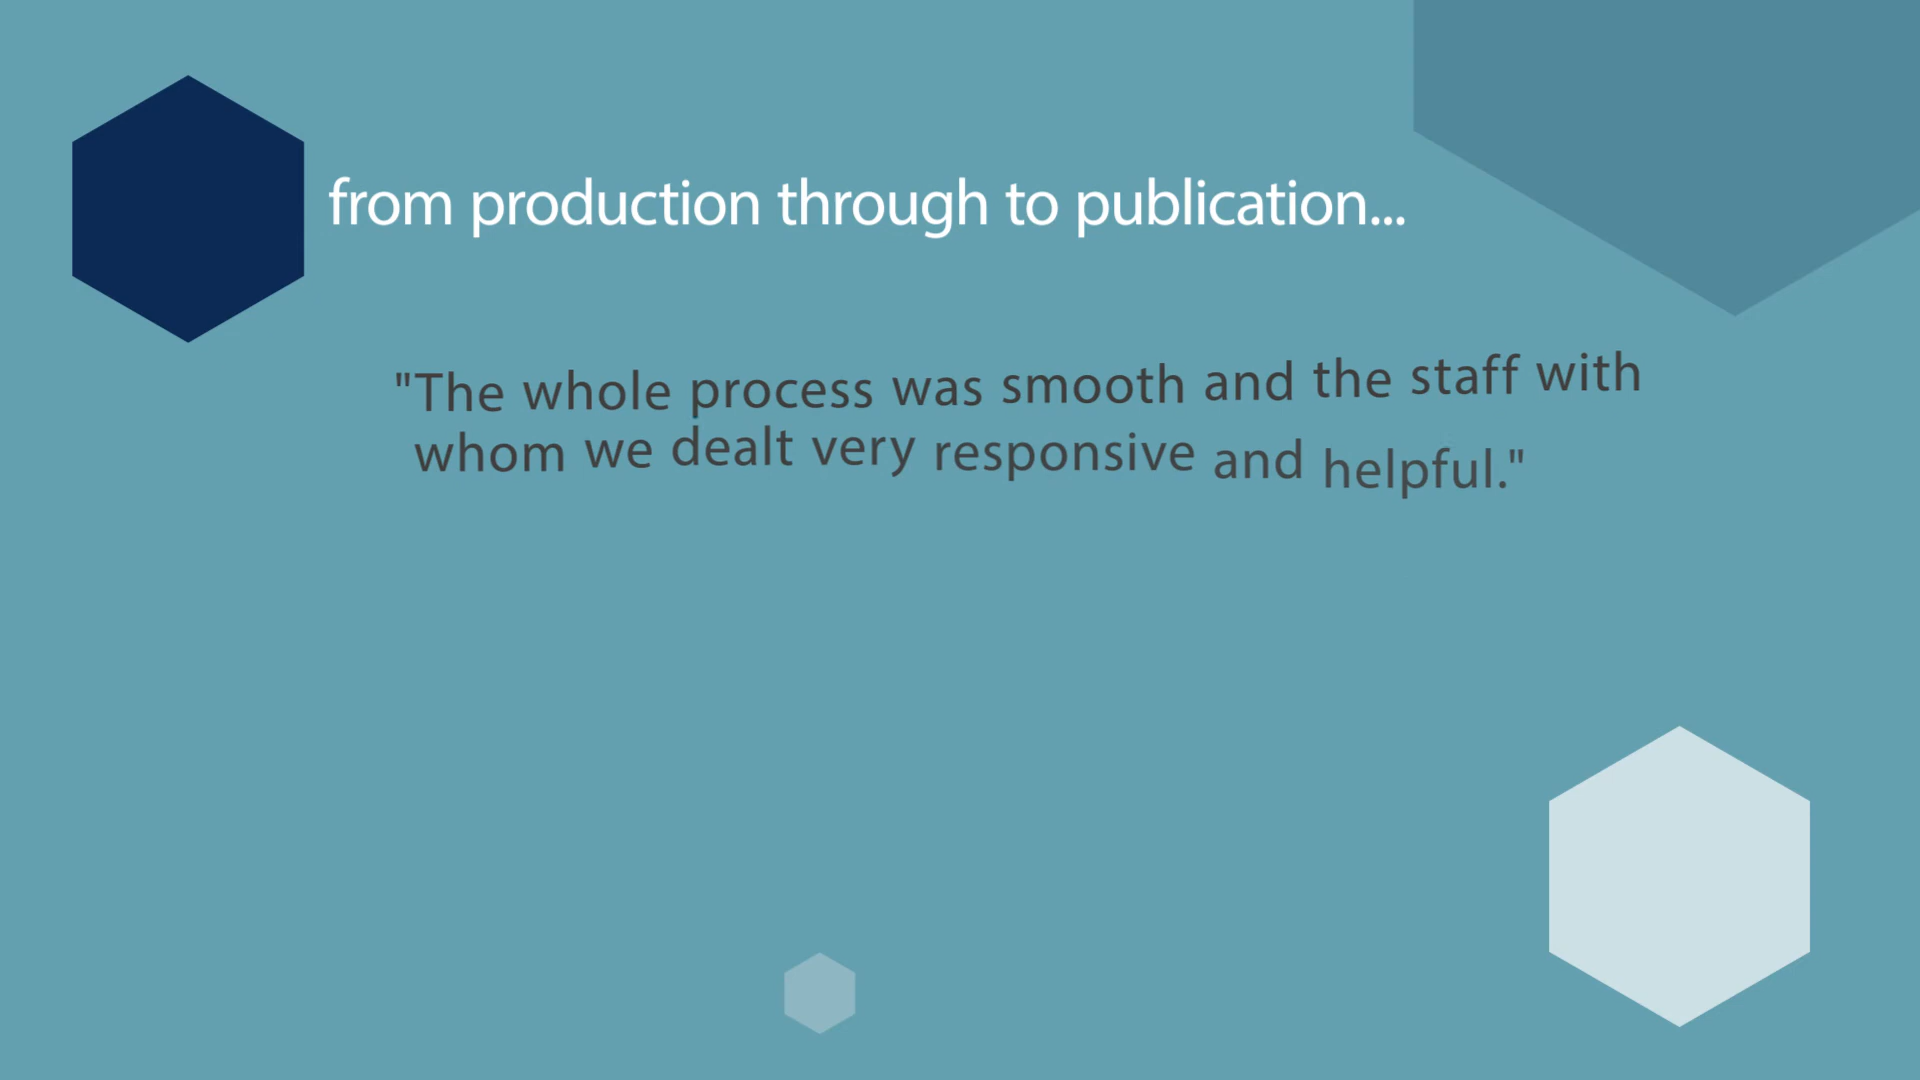 from production through to publication...
"The whole process was smooth and the staff with
whom we dealt very responsive and helpful."